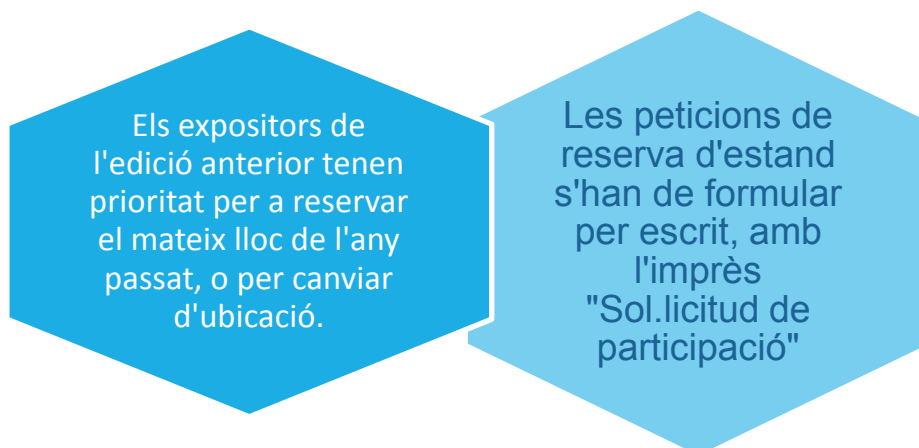 Els expositors de
l'edició anterior tenen
prioritat per a reservar
el mateix lloc de l'any
passat, o per canviar
d'ubicació.
Les peticions de
reserva d'estand
s'han de formular
per escrit, amb
l'imprès
"Sol.licitud de
participació"